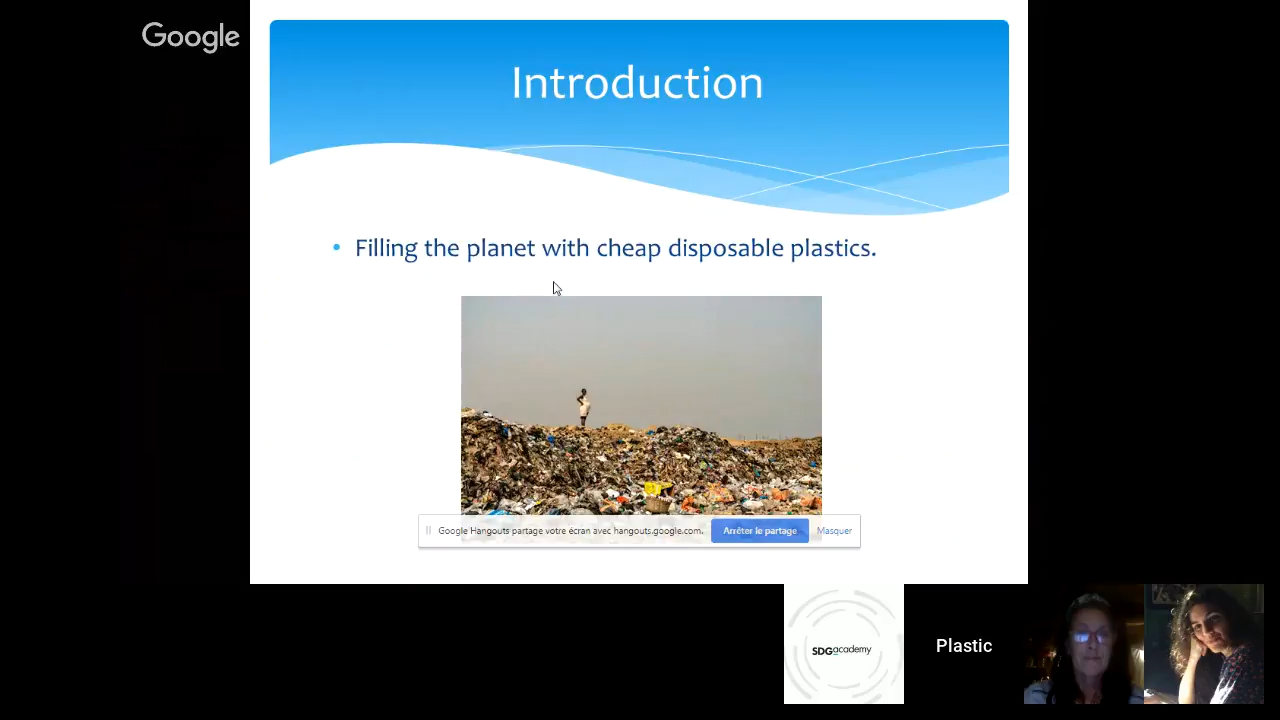 Google
Introduction
• Filling the planet with cheap disposable plastics.
Google Hangouts partage votre écran avec hangouts.google.com. Arrêter le partage Masquer
SDGacademy
Plastic